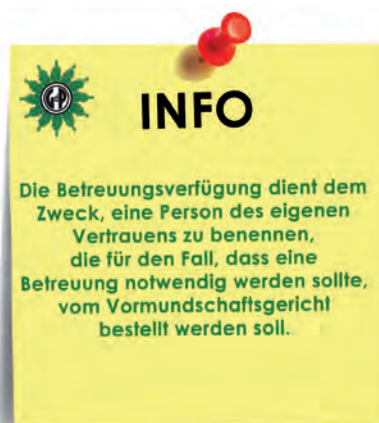 INFO
Die Betreuungsverfügung dient dem
Zweck, eine Person des eigenen
Vertrauens zu benennen,
die für den Fall, dass eine
Betreuung notwendig werden sollte,
vom Vormundschaftsgericht
bestellt werden soll.